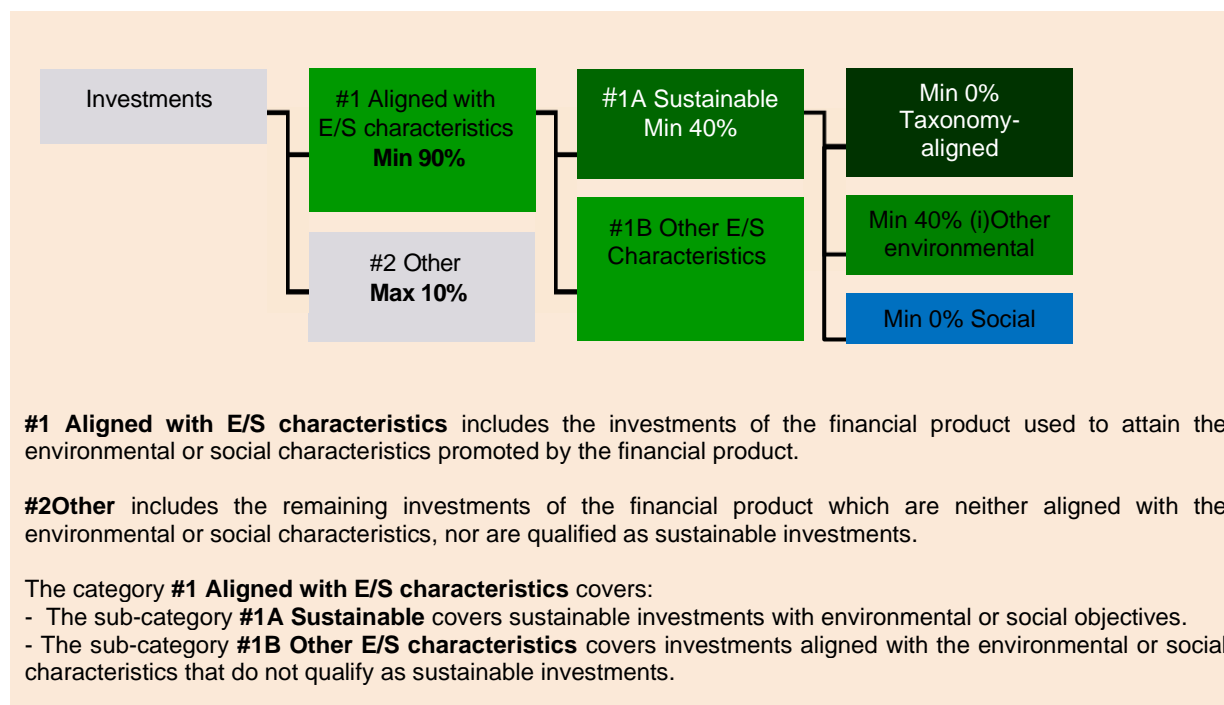 Investments
#1 Aligned with
E/S characteristics
Min 90%
#2 Other
Max 10%
#1A Sustainable
Min 40%
#1B Other E/S
Characteristics
Min 0%
Taxonomy-
aligned
Min 40% (i)Other
environmental
Min 0% Social
#1 Aligned with E/S characteristics includes the investments of the financial product used to attain the
environmental or social characteristics promoted by the financial product.
#2Other includes the remaining investments of the financial product which are neither aligned with the
environmental or social characteristics, nor are qualified as sustainable investments.
The category #1 Aligned with E/S characteristics covers:
- The sub-category #1A Sustainable covers sustainable investments with environmental or social objectives.
- The sub-category #1B Other E/S characteristics covers investments aligned with the environmental or social
characteristics that do not qualify as sustainable investments.